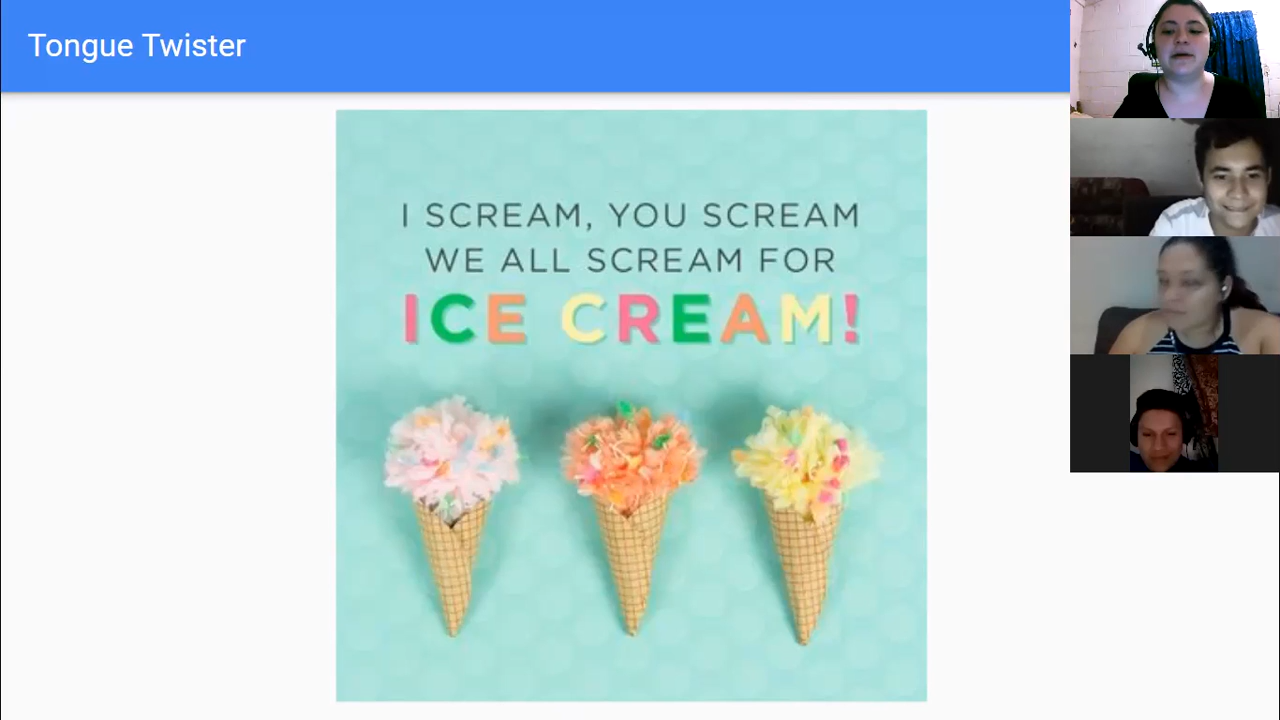 Tongue Twister
I SCREAM, YOU SCREAM
WE ALL SCREAM FOR
ICE CREAM!